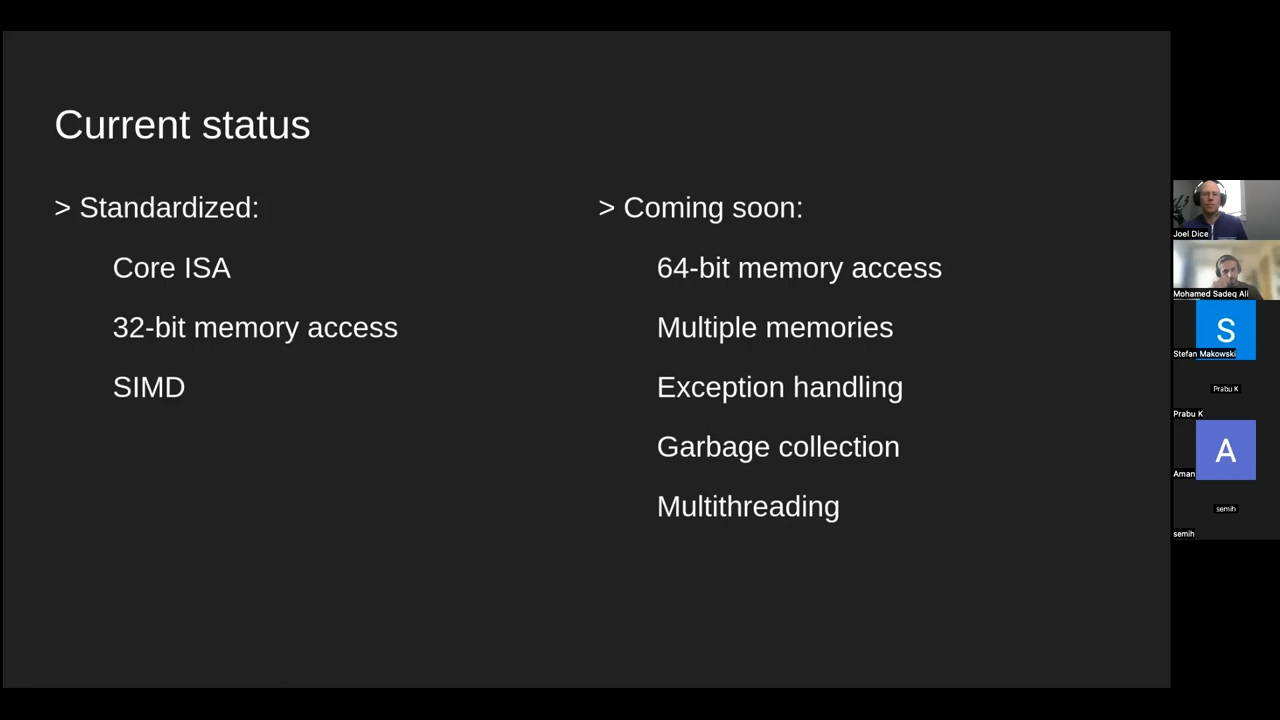 Current status
> Standardized:
Core ISA
32-bit memory access
SIMD
> Coming soon:
64-bit memory access
Multiple memories
Exception handling
Garbage collection
Multithreading
Joel Dice
Mohamed Sadeq Ali
S
Stefan Makowski
Prabu K
Prabu K
A
Aman
semih
semih